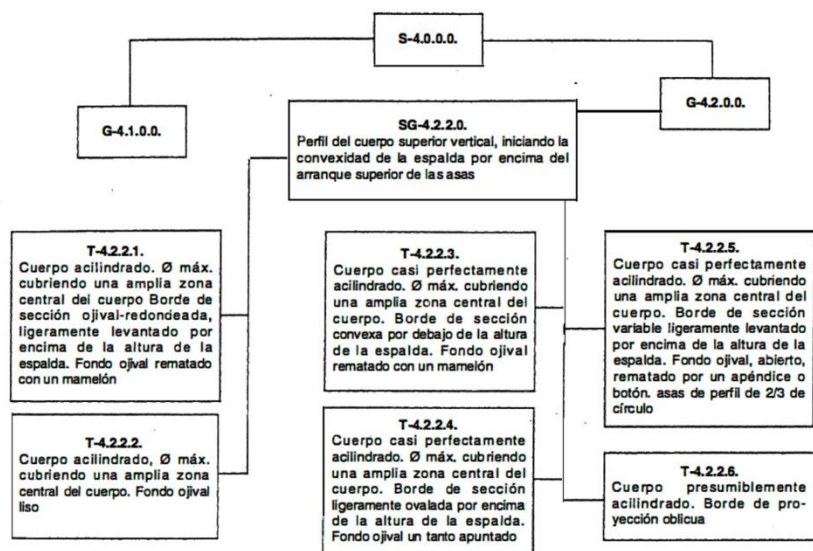 S-4.0.0.0.
G-4.1.0.0.
G-4.2.0.0.
SG-4.2.2.0.
Perfil del cuerpo superior vertical, iniciando la
convexidad de la espalda por encima del
arranque superior de las asas
T-4.2.2.1.
Cuerpo acilindrado. Ø máx.
cubriendo una amplia zona
central del cuerpo Borde de
sección ojival-redondeada,
ligeramente levantado por
encima de la altura de la
espalda. Fondo ojival rematado
con un mamelón
T-4.2.2.2.
Cuerpo acilindrado, Ø máx.
cubriendo una amplia zona
central del cuerpo. Fondo ojival
liso
T-4.2.2.3.
Cuerpo casi perfectamente
acilindrado. Ø máx. cubriendo
una amplia zona central del
cuerpo. Borde de sección
convexa por debajo de la altura
de la espalda. Fondo ojival
rematado con un mamelón
T-4.2.2.4.
Cuerpo casi perfectamente
acilindrado. Ø máx. cubriendo
una amplia zona central del
cuerpo. Borde de sección
ligeramente ovalada por encima
de la altura de la espalda.
Fondo ojival un tanto apuntado
T-4.2.2.5.
Cuerpo casi perfectamente
acilindrado. Ø máx. cubriendo
una amplia zona central del
cuerpo. Borde de sección
variable ligeramente levantado
por encima de la altura de la
espalda. Fondo ojival, abierto,
rematado por un apéndice o
botón. asas de perfil de 2/3 de
círculo
T-4.2.2.6.
Cuerpo presumiblemente
acilindrado. Borde de pro-
yección oblicua